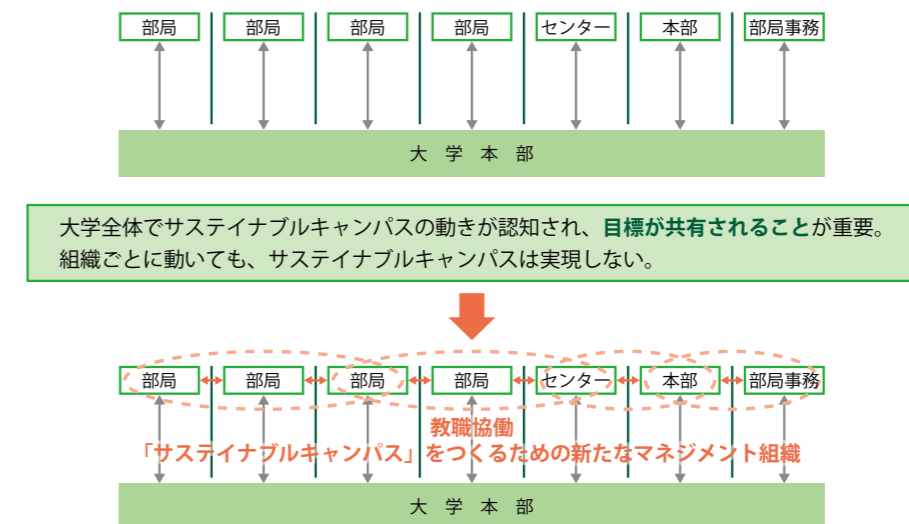 部局 部局 部局 部局 センター 本部 部局事務
大 学 本 部
大学全体でサステイナブルキャンパスの動きが認知され、目標が共有されることが重要。
組織ごとに動いても、サステイナブルキャンパスは実現しない。
部局 部局 部局 部局 センター 本部 部局事務
教職協働
「サステイナブルキャンパス」をつくるための新たなマネジメント組織
大 学 本 部